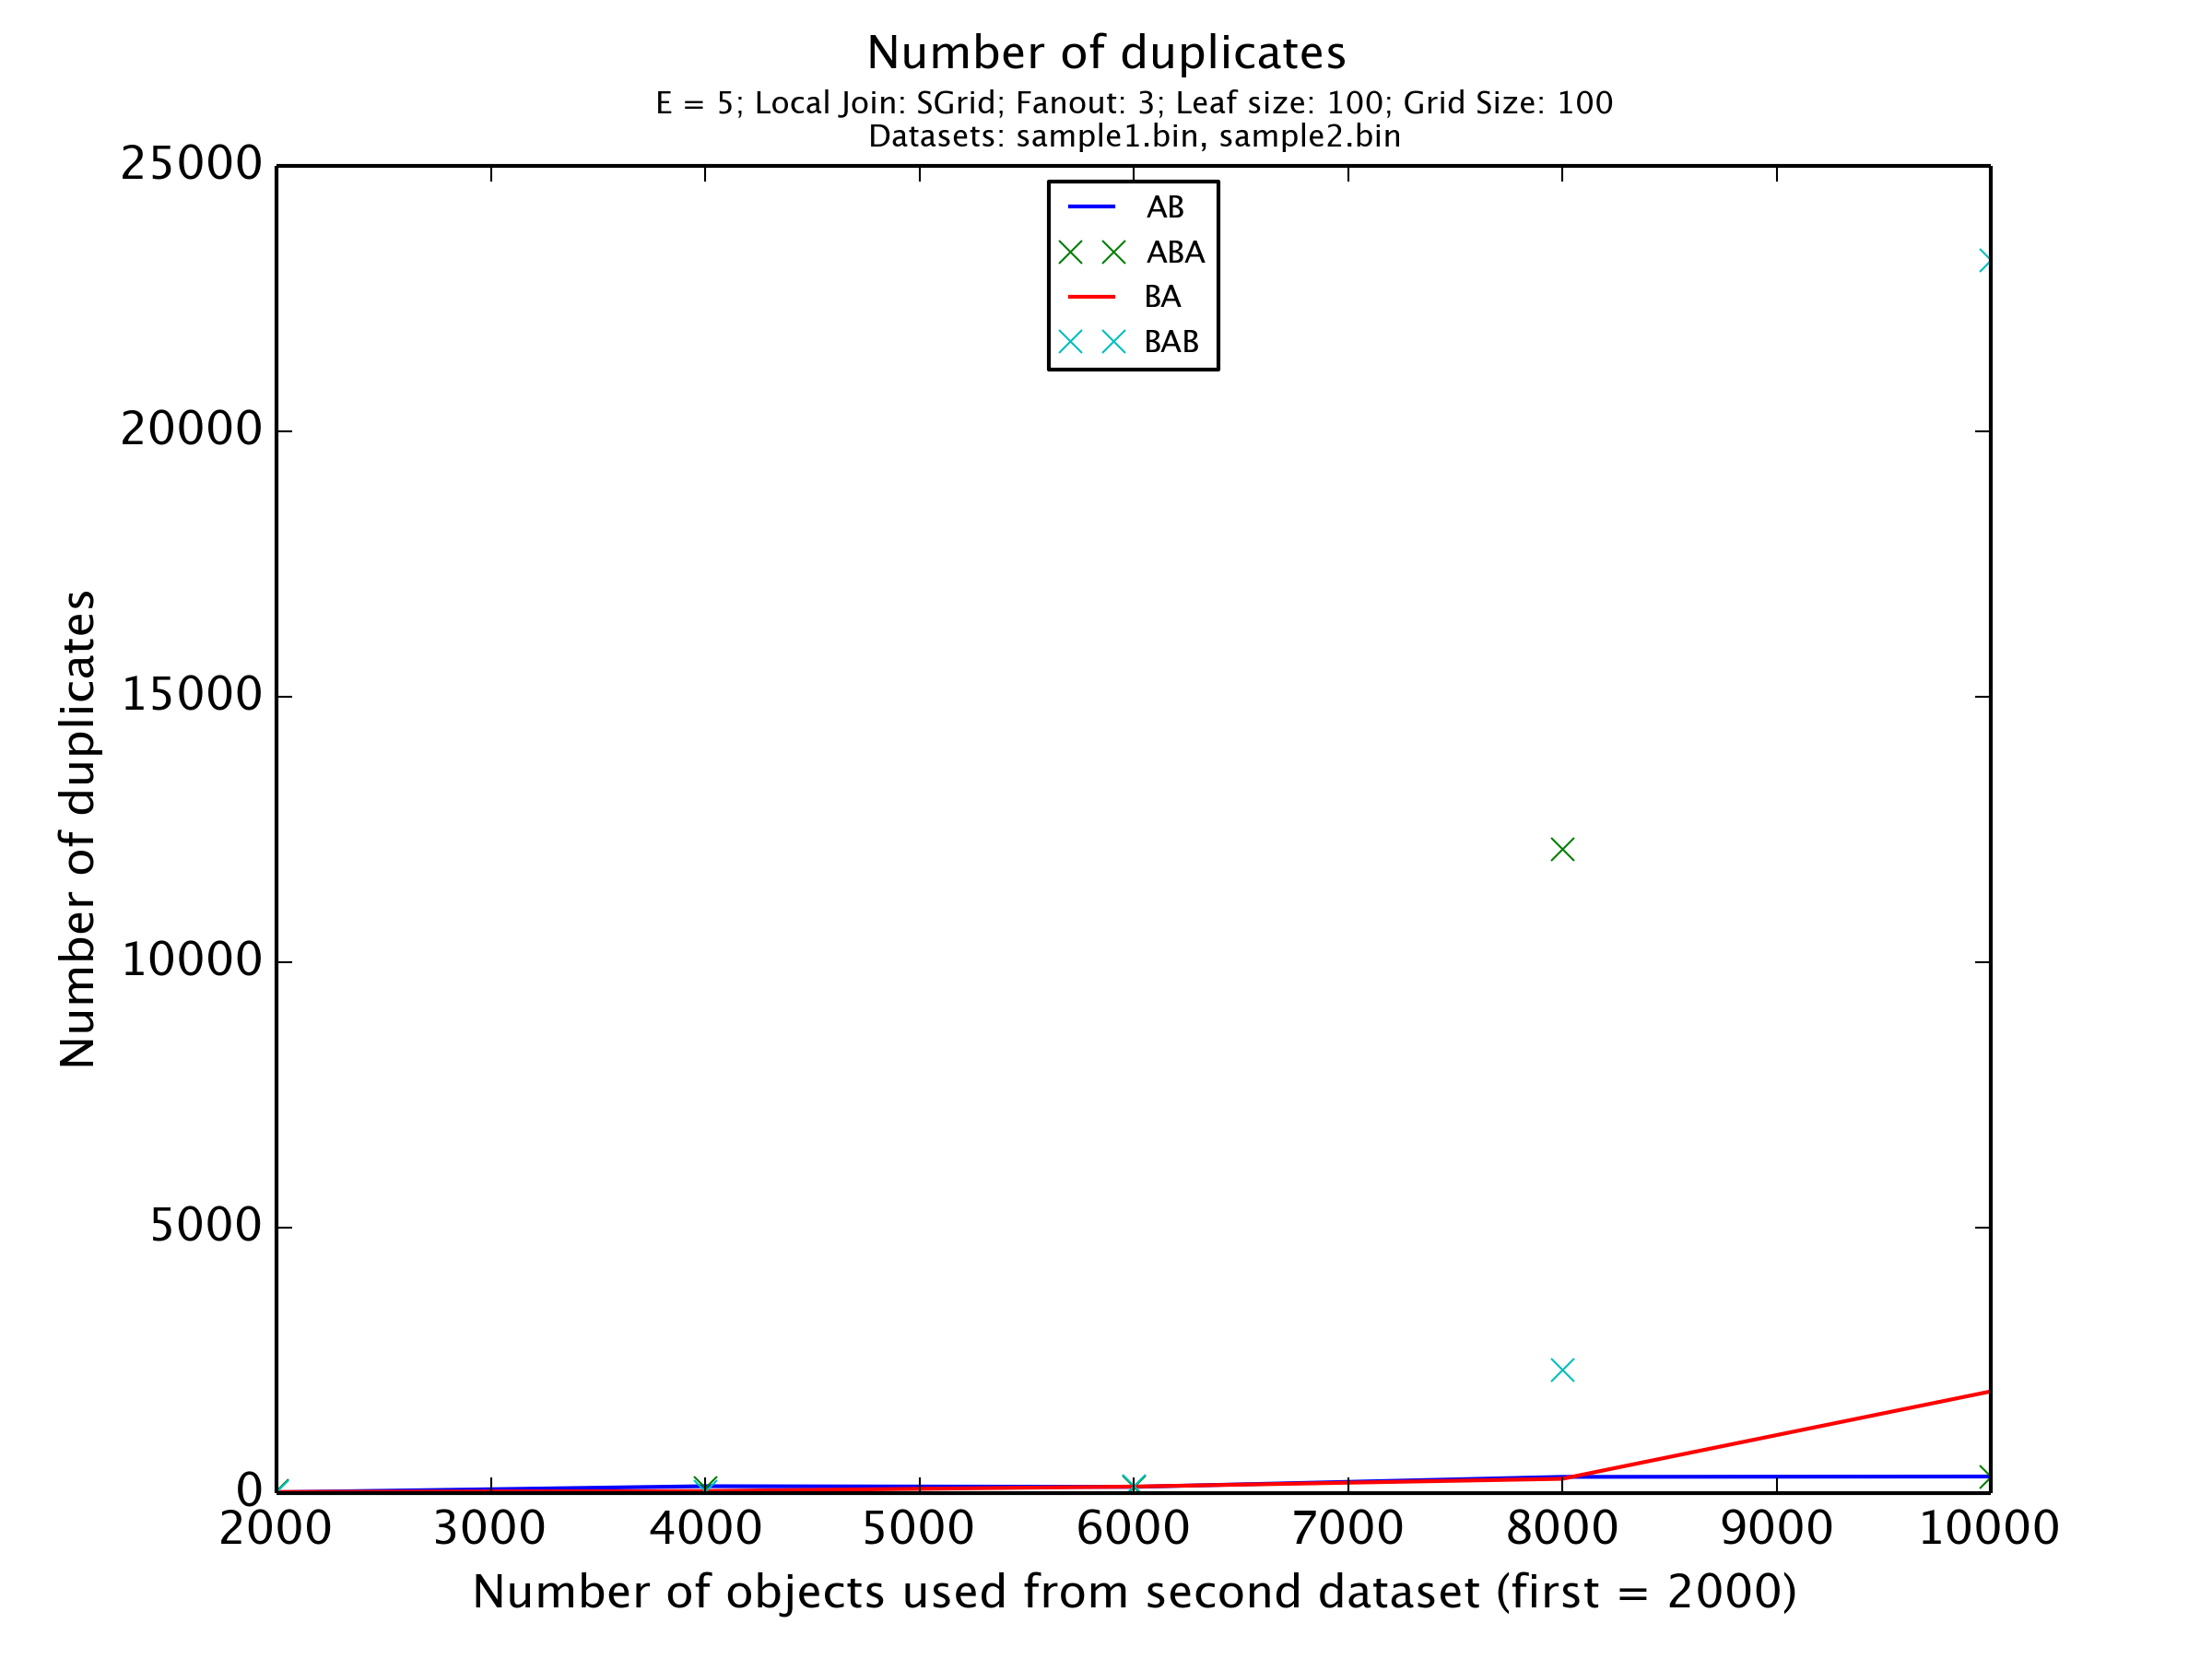 Number of duplicates
E = 5; Local Join: SGrid; Fanout: 3; Leaf size: 100; Grid Size: 100
Datasets: sample1.bin, sample2.bin
AB
ABA
BA
BAB
25000
20000
15000
10000
5000
0
Number of duplicates
2000 3000 4000 5000 6000 7000 8000 9000 10000
Number of objects used from second dataset (first = 2000)